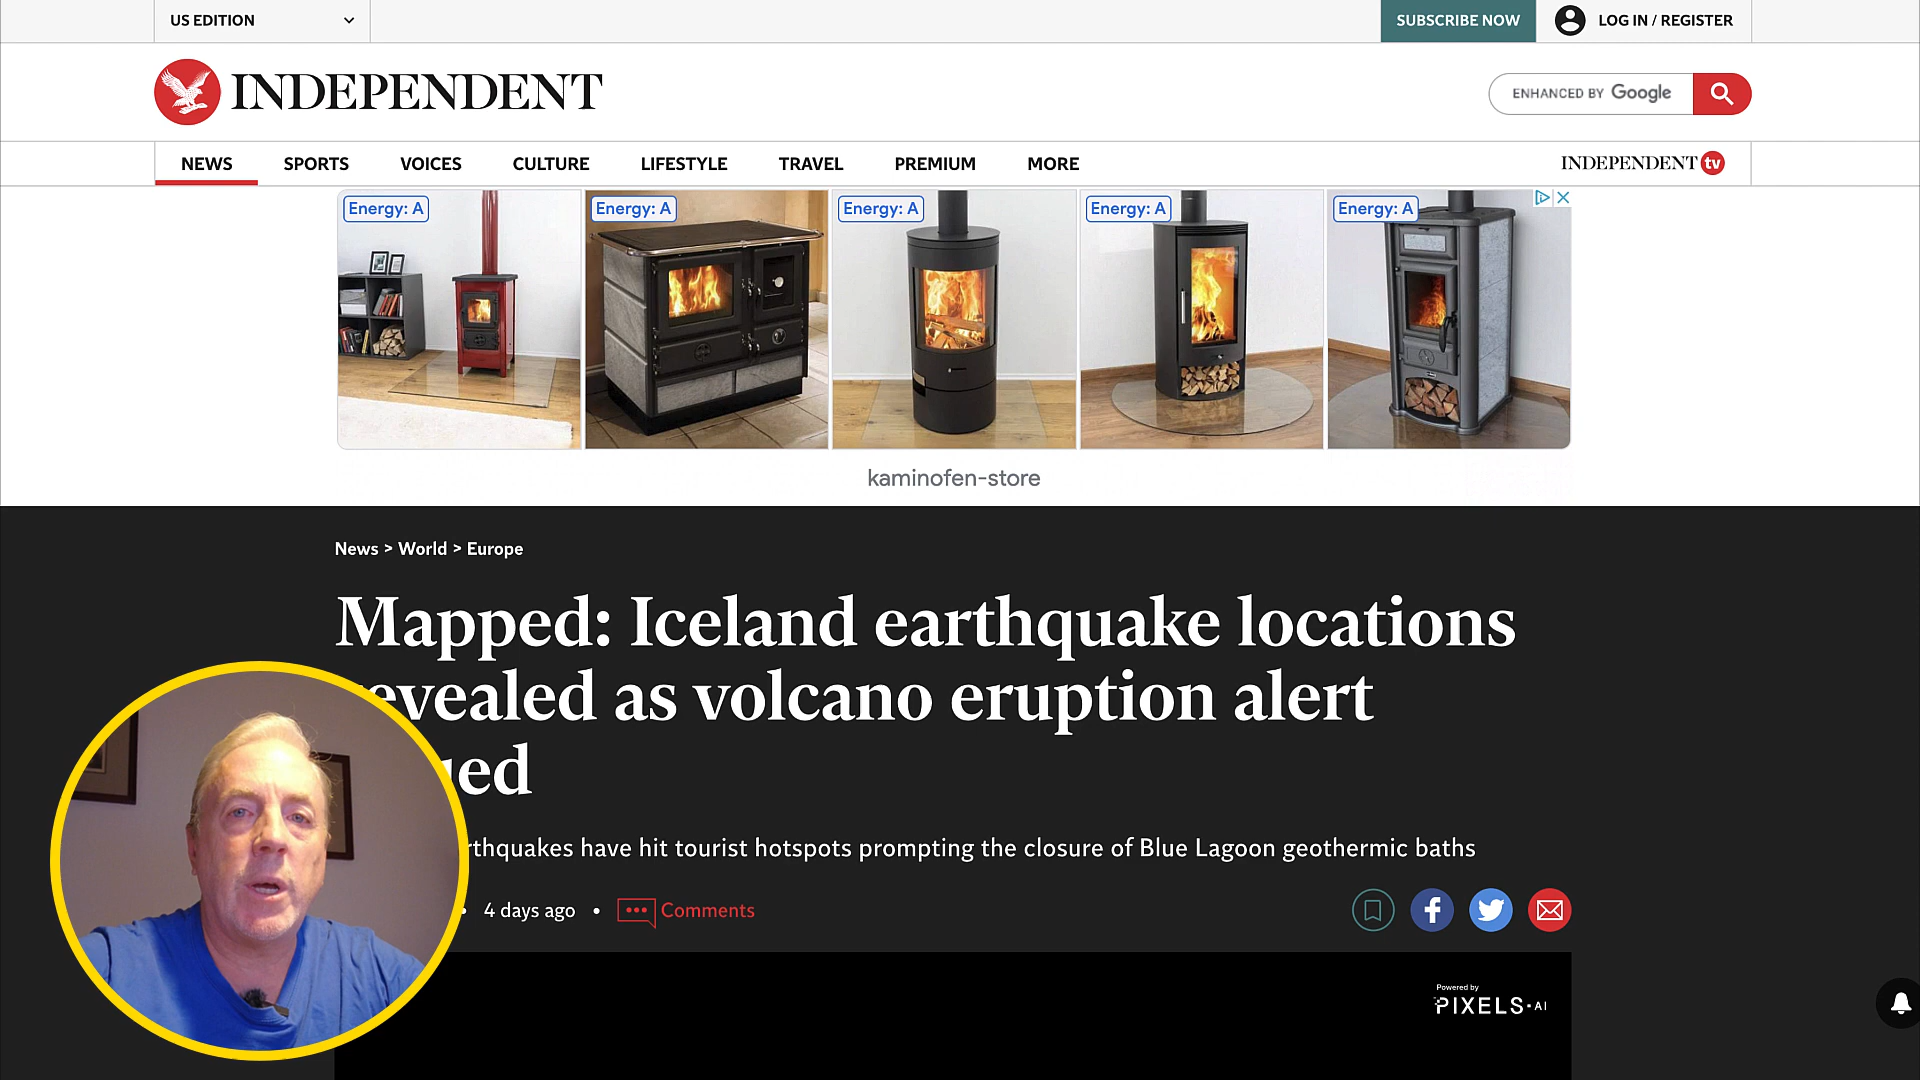 US EDITION
SUBSCRIBE NOW
LOG IN / REGISTER
INDEPENDENT
ENHANCED BY Google
NEWS SPORTS VOICES CULTURE LIFESTYLE TRAVEL PREMIUM MORE
INDEPENDENT tv
Energy: A Energy: A Energy: A Energy: A Energy: A
kaminofen-store
News > World > Europe
Mapped: Iceland earthquake locations
evealed as volcano eruption alert
ued
rthquakes have hit tourist hotspots prompting the closure of Blue Lagoon geothermic baths
• 4 days ago • Comments
Powered by
PIXELS.AI